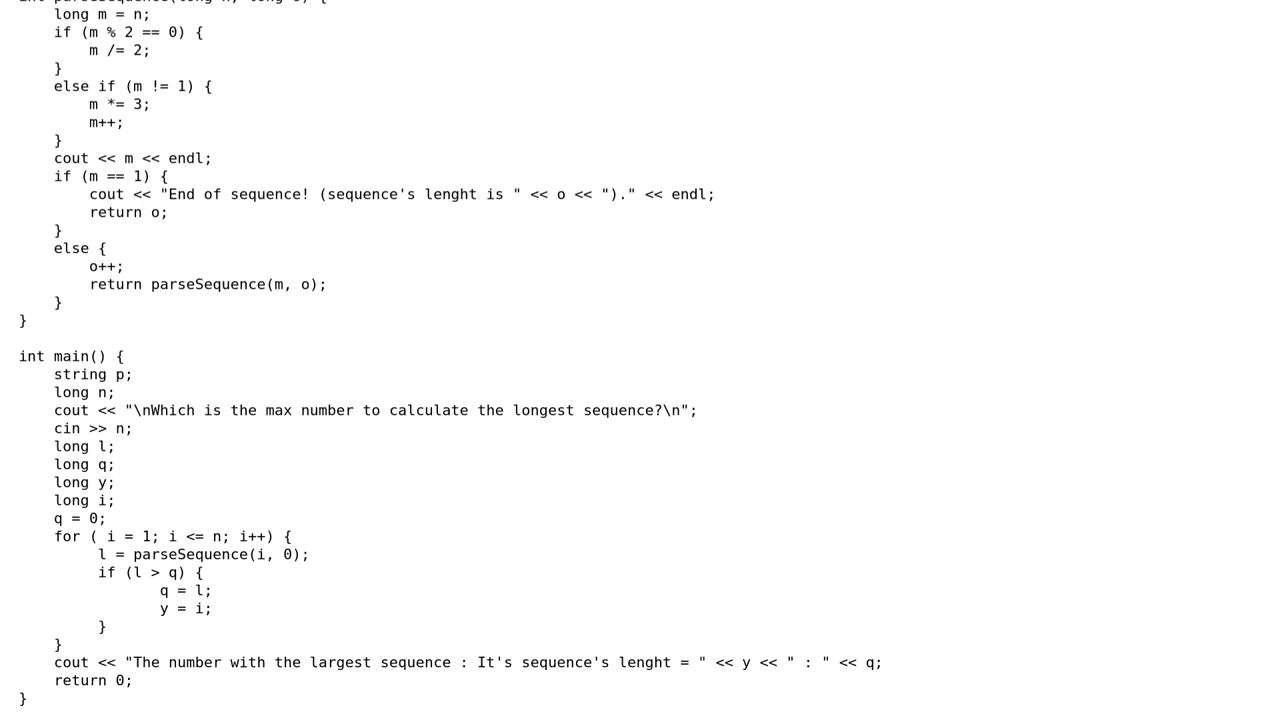 long m = n;
    if (m % 2 == 0) {
        m /= 2;
    }
    else if (m != 1) {
        m *= 3;
        m++;
    }
    cout << m << endl;
    if (m == 1) {
        cout << "End of sequence! (sequence's lenght is " << o << ")." << endl;
        return o;
    }
    else {
        o++;
        return parseSequence(m, o);
    }
}

int main() {
    string p;
    long n;
    cout << "\nWhich is the max number to calculate the longest sequence?\n";
    cin >> n;
    long l;
    long q;
    long y;
    long i;
    q = 0;
    for ( i = 1; i <= n; i++) {
         l = parseSequence(i, 0);
         if (l > q) {
                q = l;
                y = i;
         }
    }
    cout << "The number with the largest sequence : It's sequence's lenght = " << y << " : " << q;
    return 0;
}